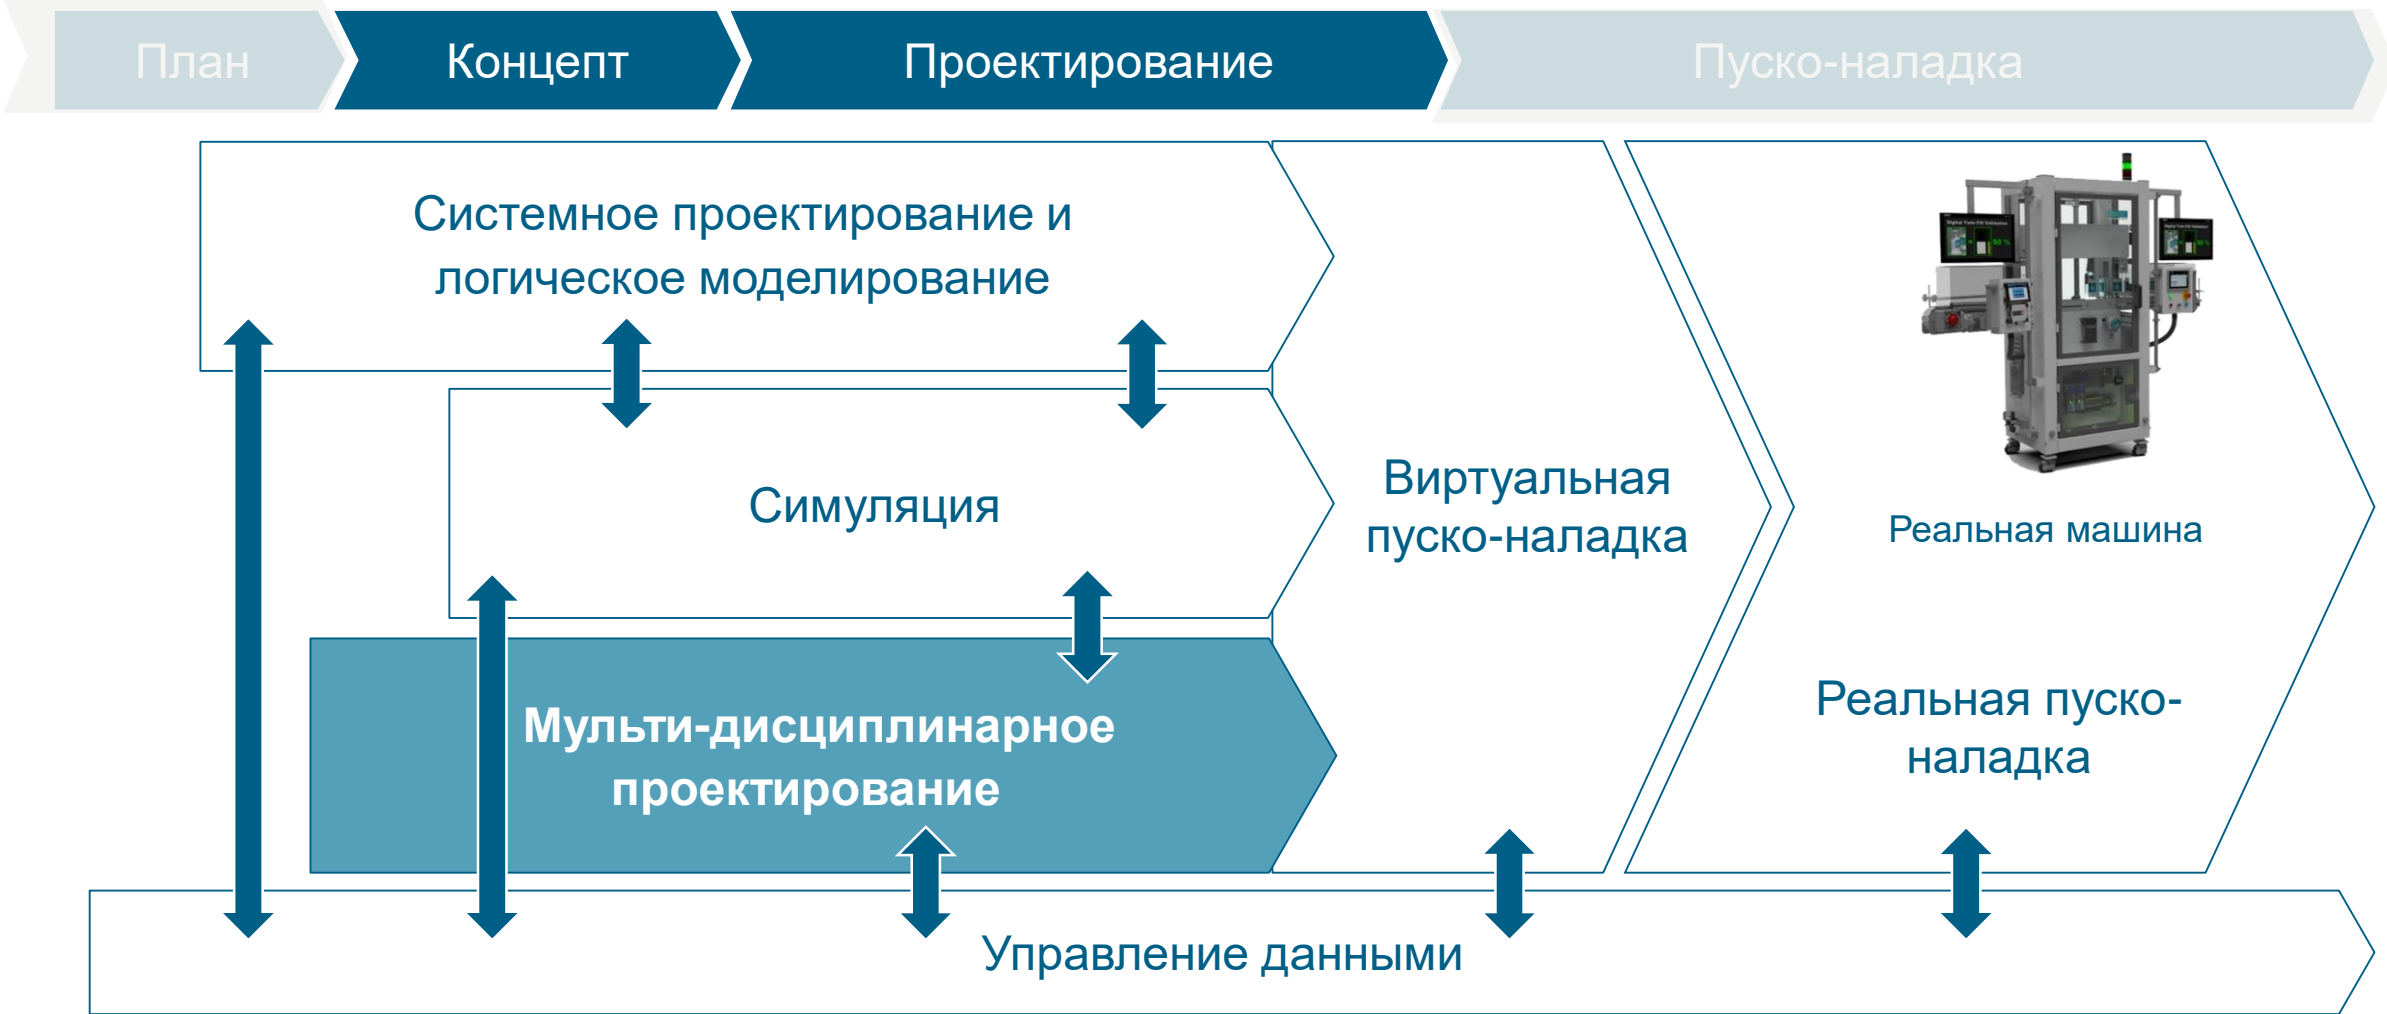 План
Концепт
Проектирование
Пуско-наладка
Системное проектирование и
логическое моделирование
Симуляция
Мульти-дисциплинарное
проектирование
Виртуальная
пуско-наладка
Реальная машина
Реальная пуско-
наладка
Управление данными